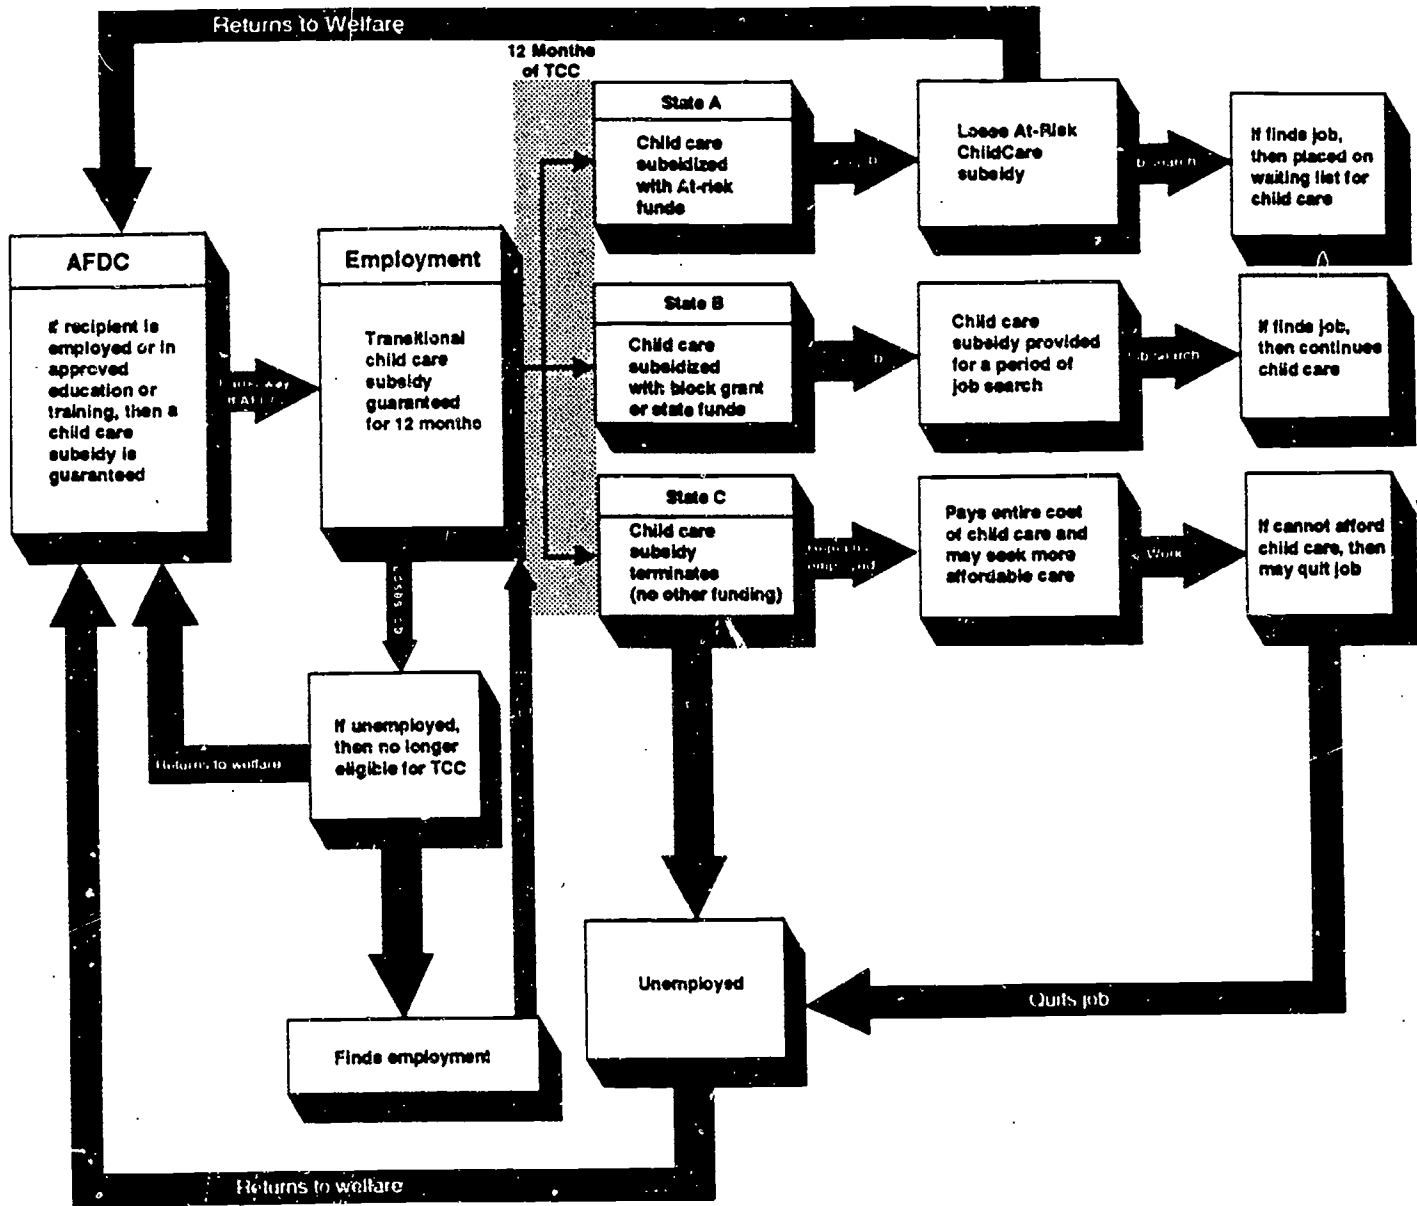 Returns to Welfare
12 Months
of TCC
State A
Child care
subsidized
with At-risk
funds
Loses At-Risk
ChildCare
subsidy
search
If finds job,
then placed on
waiting list for
child care
AFDC
If recipient is
employed or in
approved
education or
training, then a
child care
subsidy is
guaranteed
Employment
Transitional
child care
subsidy
guaranteed
for 12 months
State B
Child care
subsidized
with block grant
or state funds
Child care
subsidy provided
for a period of
job search
search
If finds job,
then continues
child care
State C
Child care
subsidy
terminates
(no other funding)
Pays entire cost
of child care and
may seek more
affordable care
Work
If cannot afford
child care, then
may quit job
If unemployed,
then no longer
eligible for TCC
Returns to welfare
Finds employment
Unemployed
Quits job
Returns to welfare